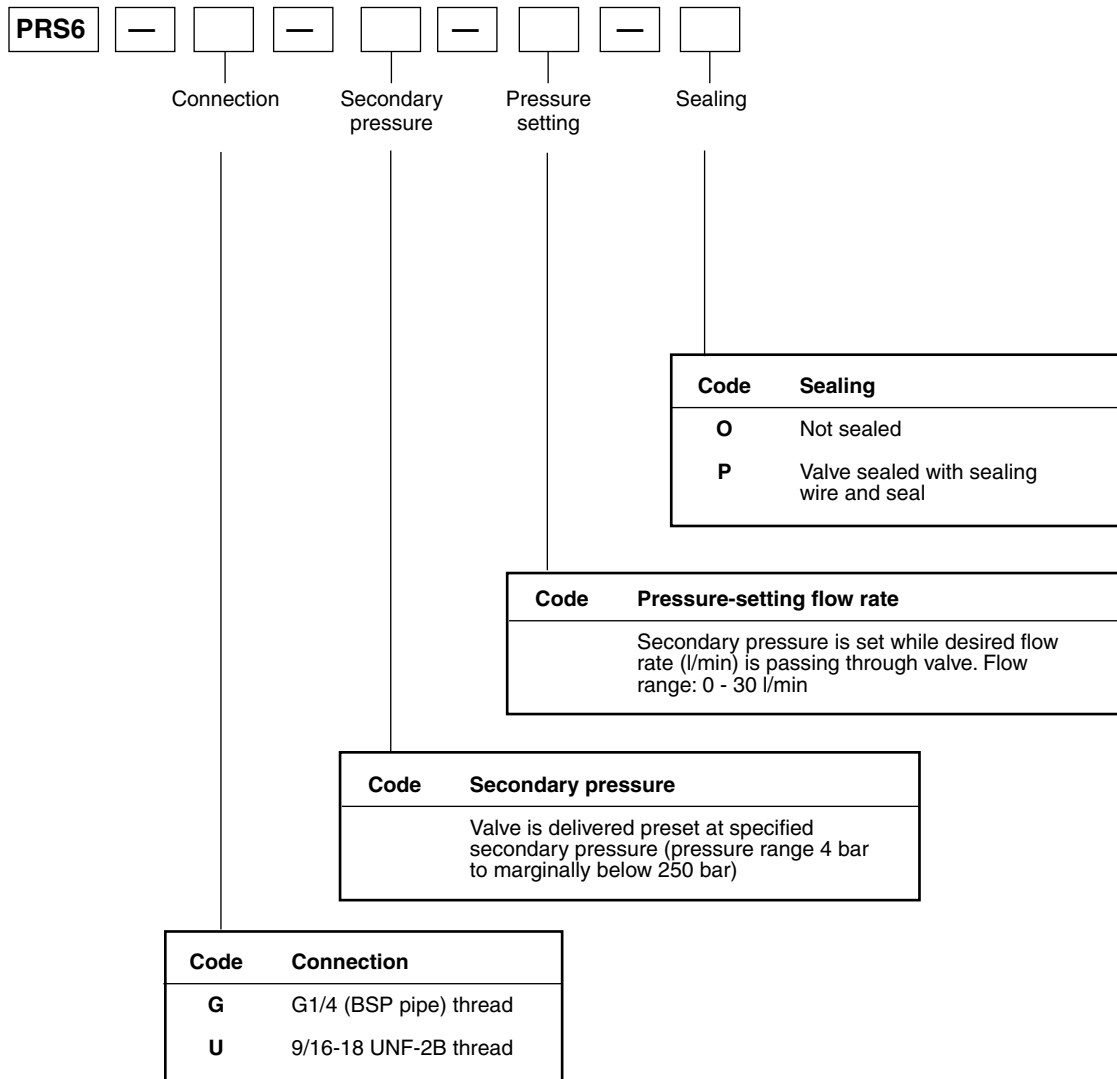 PRS6 — — — —
Connection Secondary pressure Pressure setting Sealing
Code Sealing
O Not sealed
P Valve sealed with sealing
wire and seal
Code Pressure-setting flow rate
Secondary pressure is set while desired flow
rate (l/min) is passing through valve. Flow
range: 0 - 30 l/min
Code Secondary pressure
Valve is delivered preset at specified
secondary pressure (pressure range 4 bar
to marginally below 250 bar)
Code Connection
G G1/4 (BSP pipe) thread
U 9/16-18 UNF-2B thread